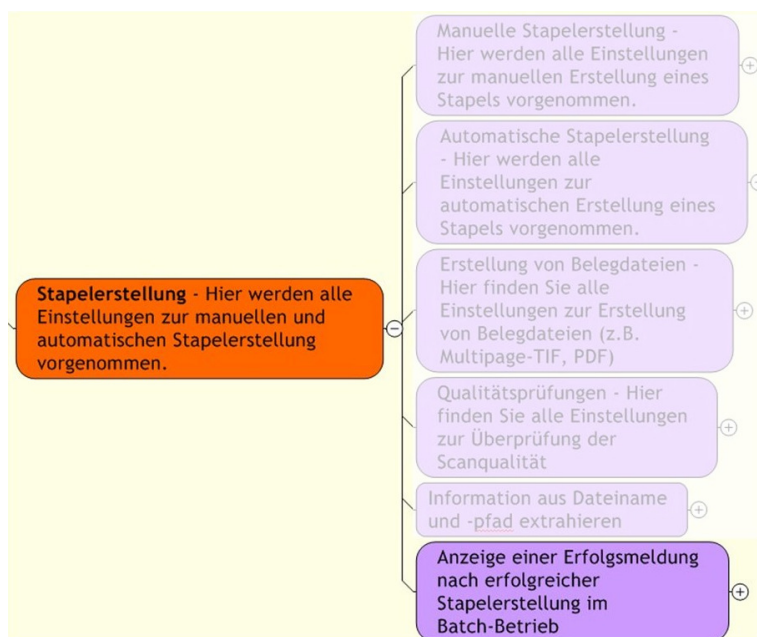 Manuelle Stapelerstellung -
Hier werden alle Einstellungen
zur manuellen Erstellung eines
Stapels vorgenommen.
Automatische Stapelerstellung
- Hier werden alle
Einstellungen zur
automatischen Erstellung eines
Stapels vorgenommen.
Erstellung von Belegdateien -
Hier finden Sie alle
Einstellungen zur Erstellung
von Belegdateien (z.B.
Multipage-TIF, PDF)
Stapelerstellung - Hier werden alle
Einstellungen zur manuellen und
automatischen Stapelerstellung
vorgenommen.
Qualitätsprüfungen - Hier
finden Sie alle Einstellungen
zur Überprüfung der
Scanqualität
Information aus Dateiname
und -pfad extrahieren
Anzeige einer Erfolgsmeldung
nach erfolgreicher
Stapelerstellung im
Batch-Betrieb